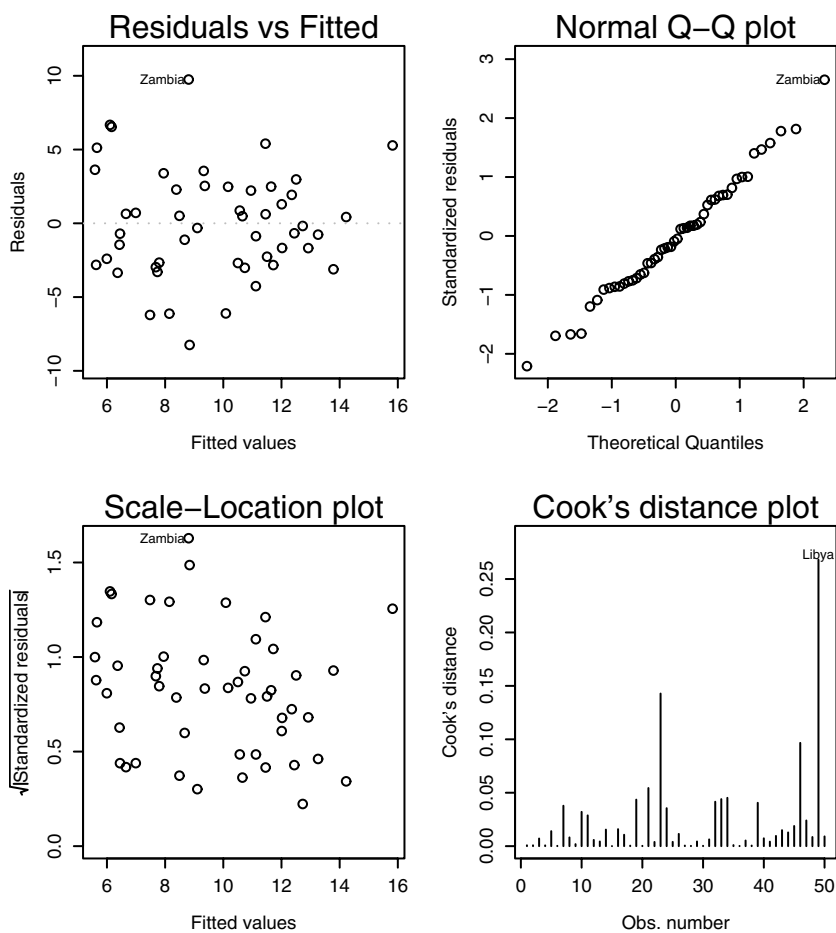 Residuals vs Fitted
Zambia
10
5
0
−5
−10
Residuals
6 8 10 12 14 16
Fitted values
Normal Q−Q plot
Zambia
3
2
1
0
−1
−2
Standardized residuals
−2 −1 0 1 2
Theoretical Quantiles
Scale−Location plot
Zambia
1.5
1.0
0.5
0.0
√|Standardized residuals|
6 8 10 12 14 16
Fitted values
Cook's distance plot
Libya
0.25
0.20
0.15
0.10
0.05
0.00
Cook's distance
0 10 20 30 40 50
Obs. number